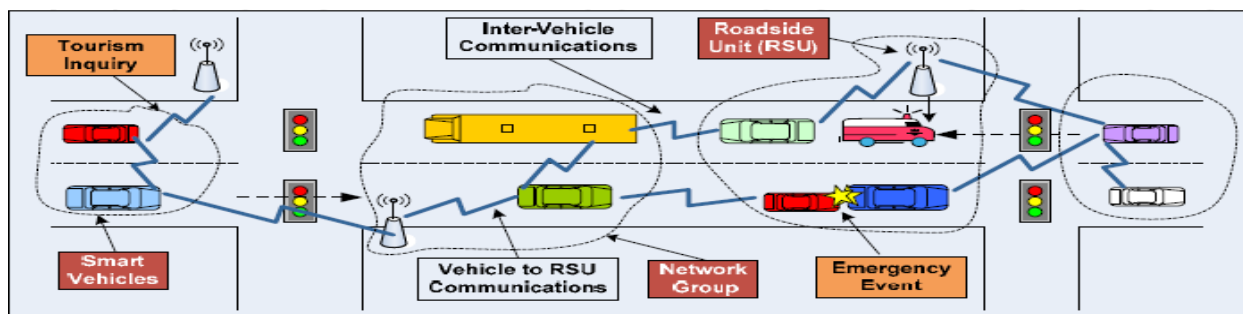 Tourism
Inquiry
Inter-Vehicle
Communications
Roadside
Unit (RSU)
Smart
Vehicles
Vehicle to RSU
Communications
Network
Group
Emergency
Event